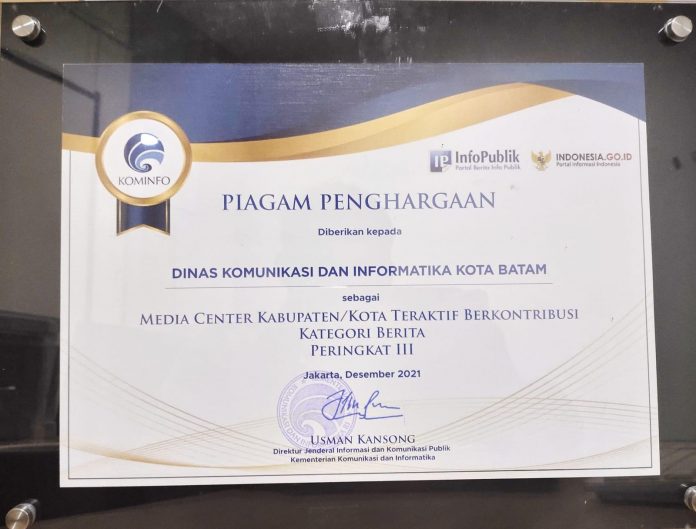 KOMINFO
IP InfoPublik
Portal Berita Info Publik
INDONESIA.GO.ID
Portal Informasi Indonesia
PIAGAM PENGHARGAAN
Diberikan kepada
DINAS KOMUNIKASI DAN INFORMATIKA KOTA BATAM
sebagai
MEDIA CENTER KABUPATEN/KOTA TERAKTIF BERKONTRIBUSI
KATEGORI BERITA
PERINGKAT III
Jakarta, Desember 2021
USMAN KANSONG
Direktur Jenderal Informasi dan Komunikasi Publik
Kementerian Komunikasi dan Informatika